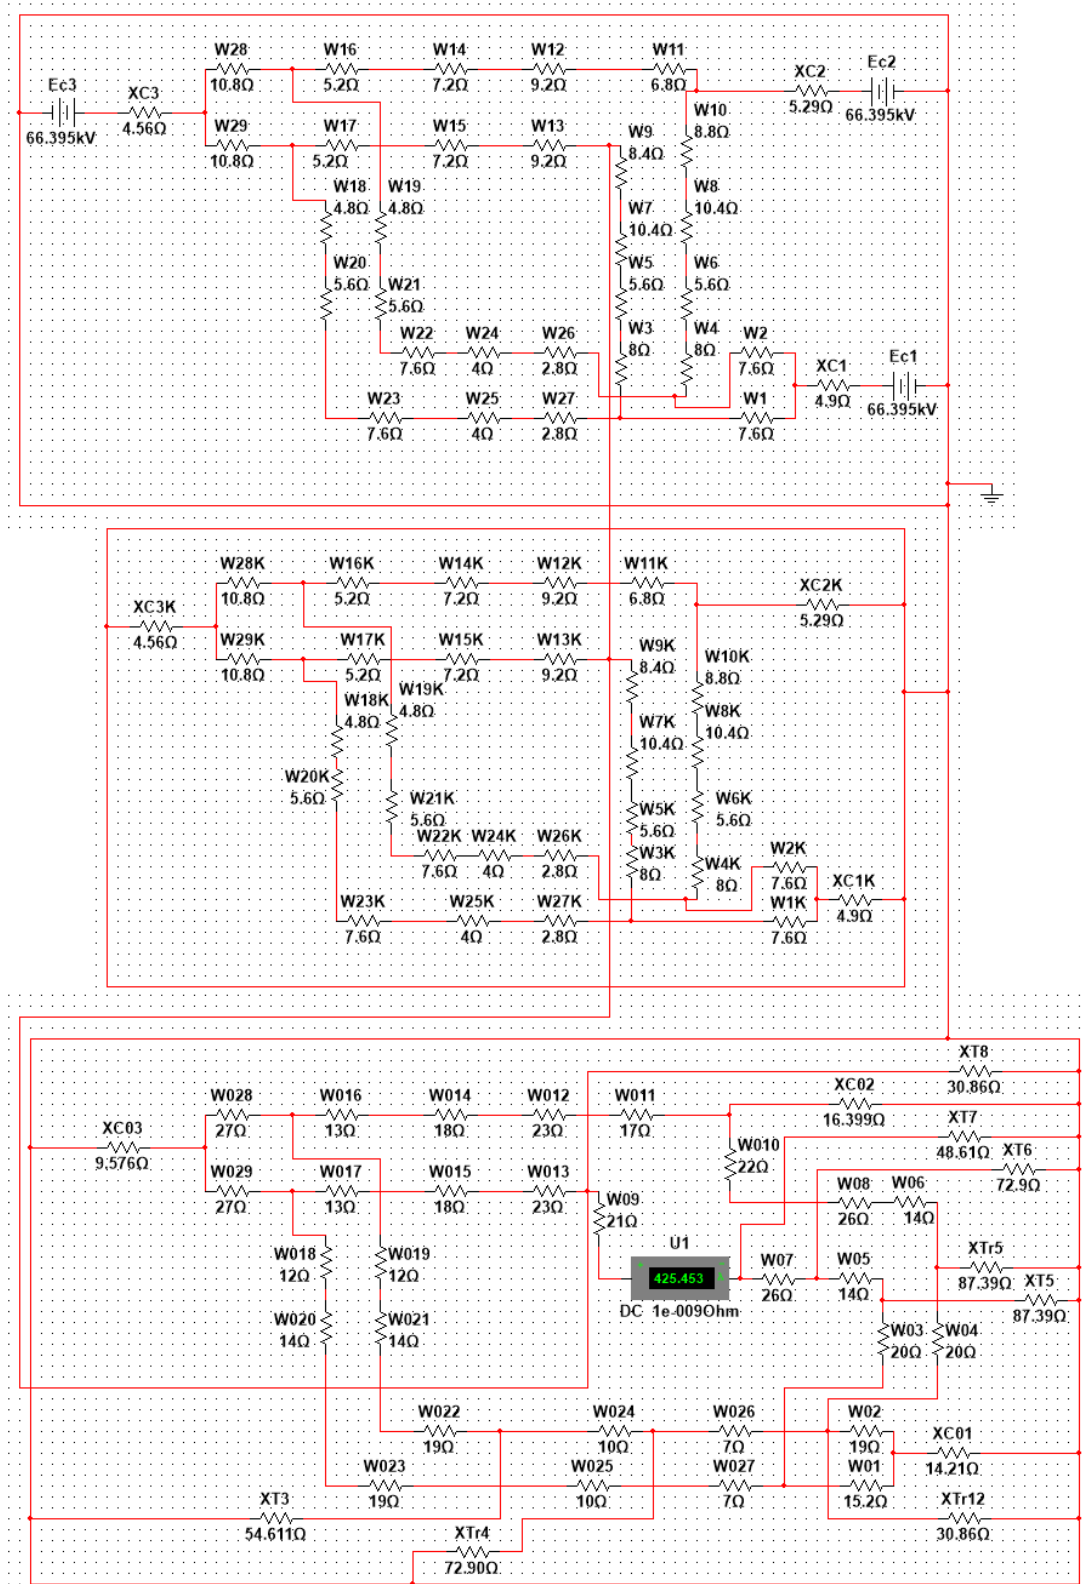 W28 W16 W14 W12 W11
10.8Ω 5.2Ω 7.2Ω 9.2Ω 6.8Ω
Ec3 XC3 XC2 Ec2
66.395kV 4.56Ω 5.29Ω 66.395kV
W29 W17 W15 W13 W9 W10
10.8Ω 5.2Ω 7.2Ω 9.2Ω 8.4Ω 8.8Ω
W18 W19 W7 W8
4.8Ω 4.8Ω 10.4Ω 10.4Ω
W20 W21 W5 W6
5.6Ω 5.6Ω 5.6Ω 5.6Ω
W22 W24 W26 W3 W4 W2
7.6Ω 4Ω 2.8Ω 8Ω 8Ω 7.6Ω
XC1 Ec1
4.9Ω 66.395kV
W23 W25 W27 W1
7.6Ω 4Ω 2.8Ω 7.6Ω
W28K W16K W14K W12K W11K XC2K
10.8Ω 5.2Ω 7.2Ω 9.2Ω 6.8Ω 5.29Ω
XC3K
4.56Ω
W29K W17K W15K W13K W9K W10K
10.8Ω 5.2Ω 7.2Ω 9.2Ω 8.4Ω 8.8Ω
W18K W19K W7K W8K
4.8Ω 4.8Ω 10.4Ω 10.4Ω
W20K W21K W5K W6K
5.6Ω 5.6Ω 5.6Ω 5.6Ω
W22K W24K W26K W3K W4K W2K
7.6Ω 4Ω 2.8Ω 8Ω 8Ω 7.6Ω
XC1K
4.9Ω
W23K W25K W27K W1K
7.6Ω 4Ω 2.8Ω 7.6Ω
XT8
30.86Ω
W028 W016 W014 W012 W011 XC02
27Ω 13Ω 18Ω 23Ω 17Ω 16.399Ω
XC03 XT7
9.576Ω 48.61Ω
W010 XT6
22Ω 72.9Ω
W029 W017 W015 W013 W09 W08 W06
27Ω 13Ω 18Ω 23Ω 21Ω 26Ω 14Ω
W018 W019 U1 W07 W05 XTr5
12Ω 12Ω 425.453 26Ω 14Ω 87.39Ω
DC 1e-009Ohm
XT5
87.39Ω
W020 W021 W03 W04
14Ω 14Ω 20Ω 20Ω
W022 W024 W026 W02
19Ω 10Ω 7Ω 19Ω
XC01
14.21Ω
W023 W025 W027 W01
19Ω 10Ω 7Ω 15.2Ω
XT3 XTr12
54.611Ω 30.86Ω
XTr4
72.90Ω